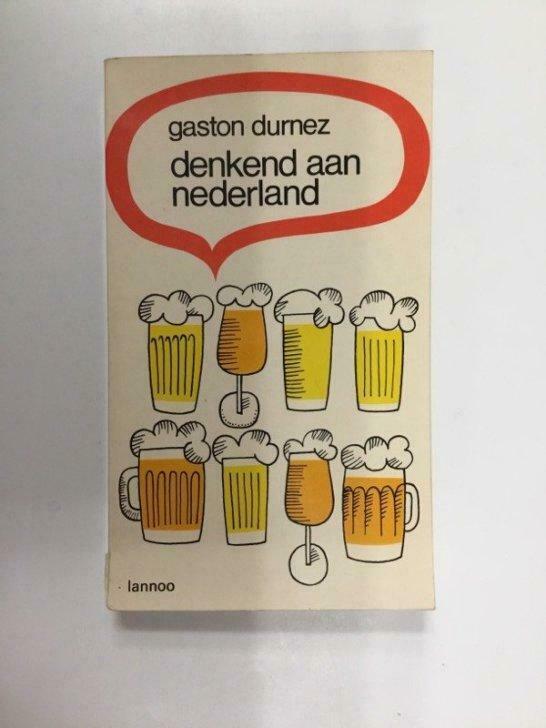 gaston durnez
denkend aan
nederland
lannoo